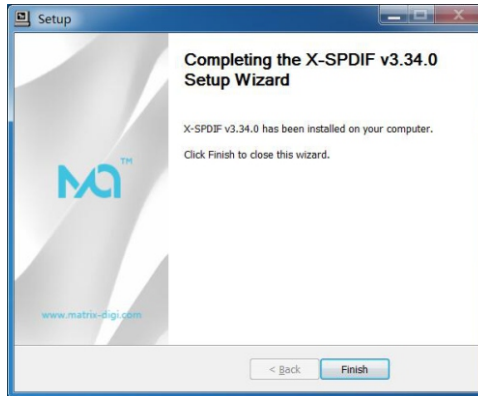 Setup
Completing the X-SPDIF v3.34.0
Setup Wizard
X-SPDIF v3.34.0 has been installed on your computer.
Click Finish to close this wizard.
TM
www.matrix-digi.com
< Back
Finish